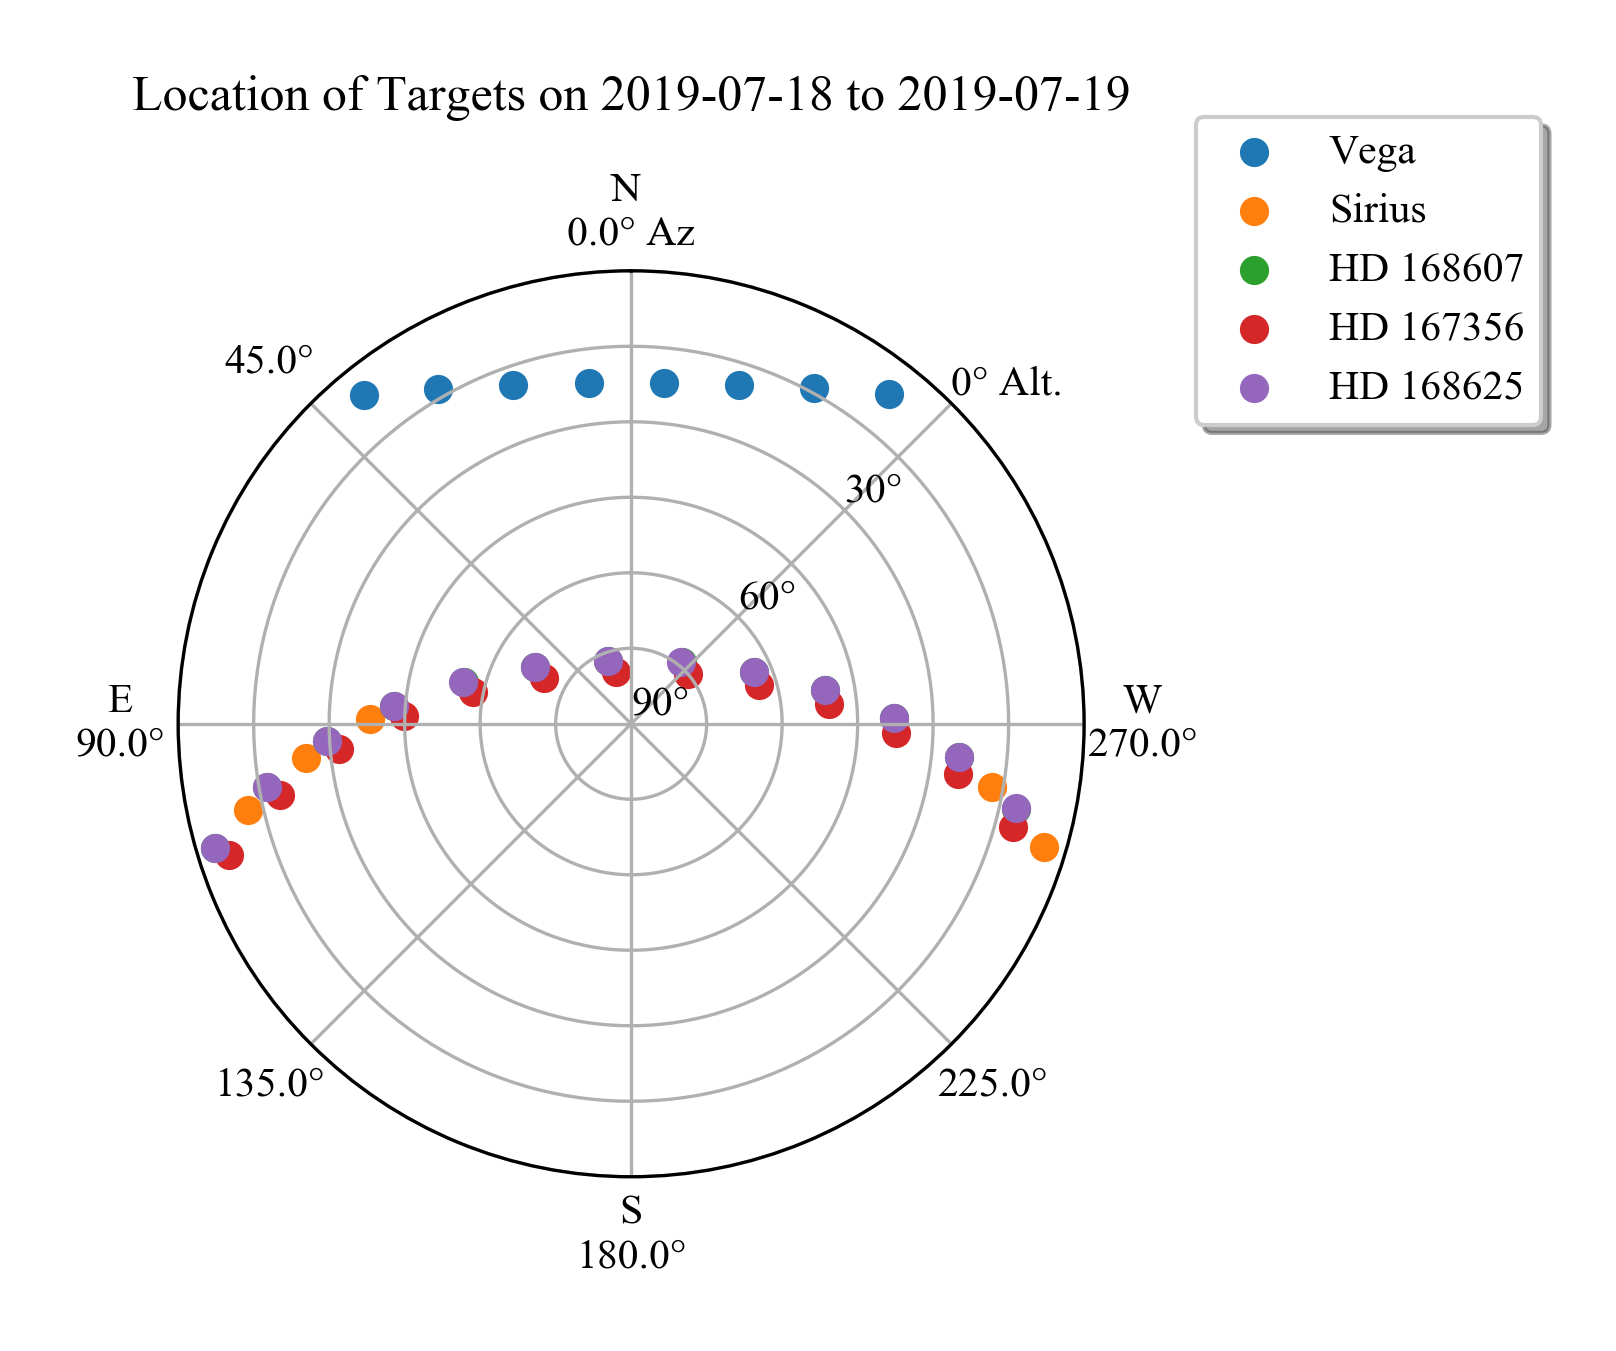 Location of Targets on 2019-07-18 to 2019-07-19
Vega
Sirius
HD 168607
HD 167356
HD 168625
N
0.0° Az
45.0°
0° Alt.
30°
60°
90°
E
90.0°
W
270.0°
135.0°
225.0°
S
180.0°